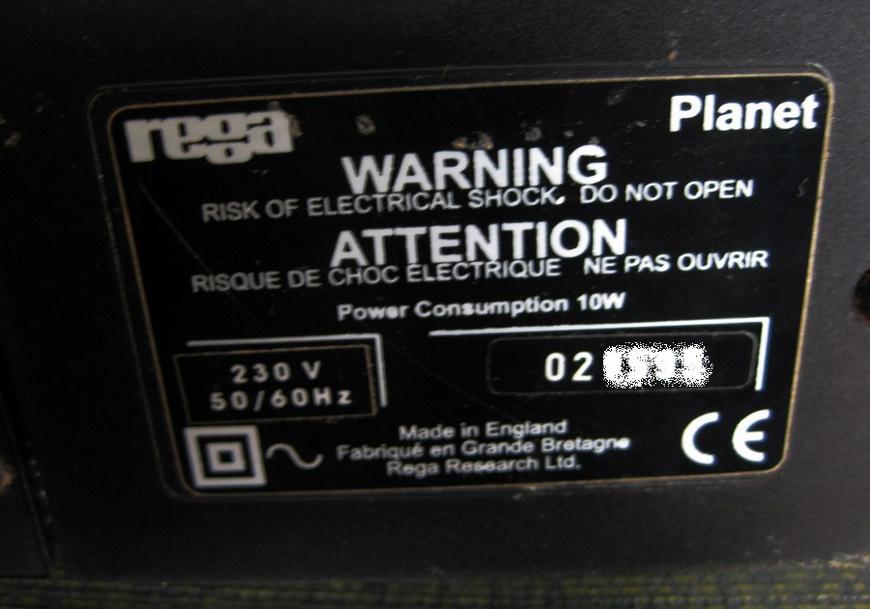 rega
Planet
WARNING
RISK OF ELECTRICAL SHOCK. DO NOT OPEN
ATTENTION
RISQUE DE CHOC ELECTRIQUE NE PAS OUVRIR
Power Consumption 10W
230 V
50/60Hz
02
Made in England
Fabriqué en Grande Bretagne
Rega Research Ltd.
CE